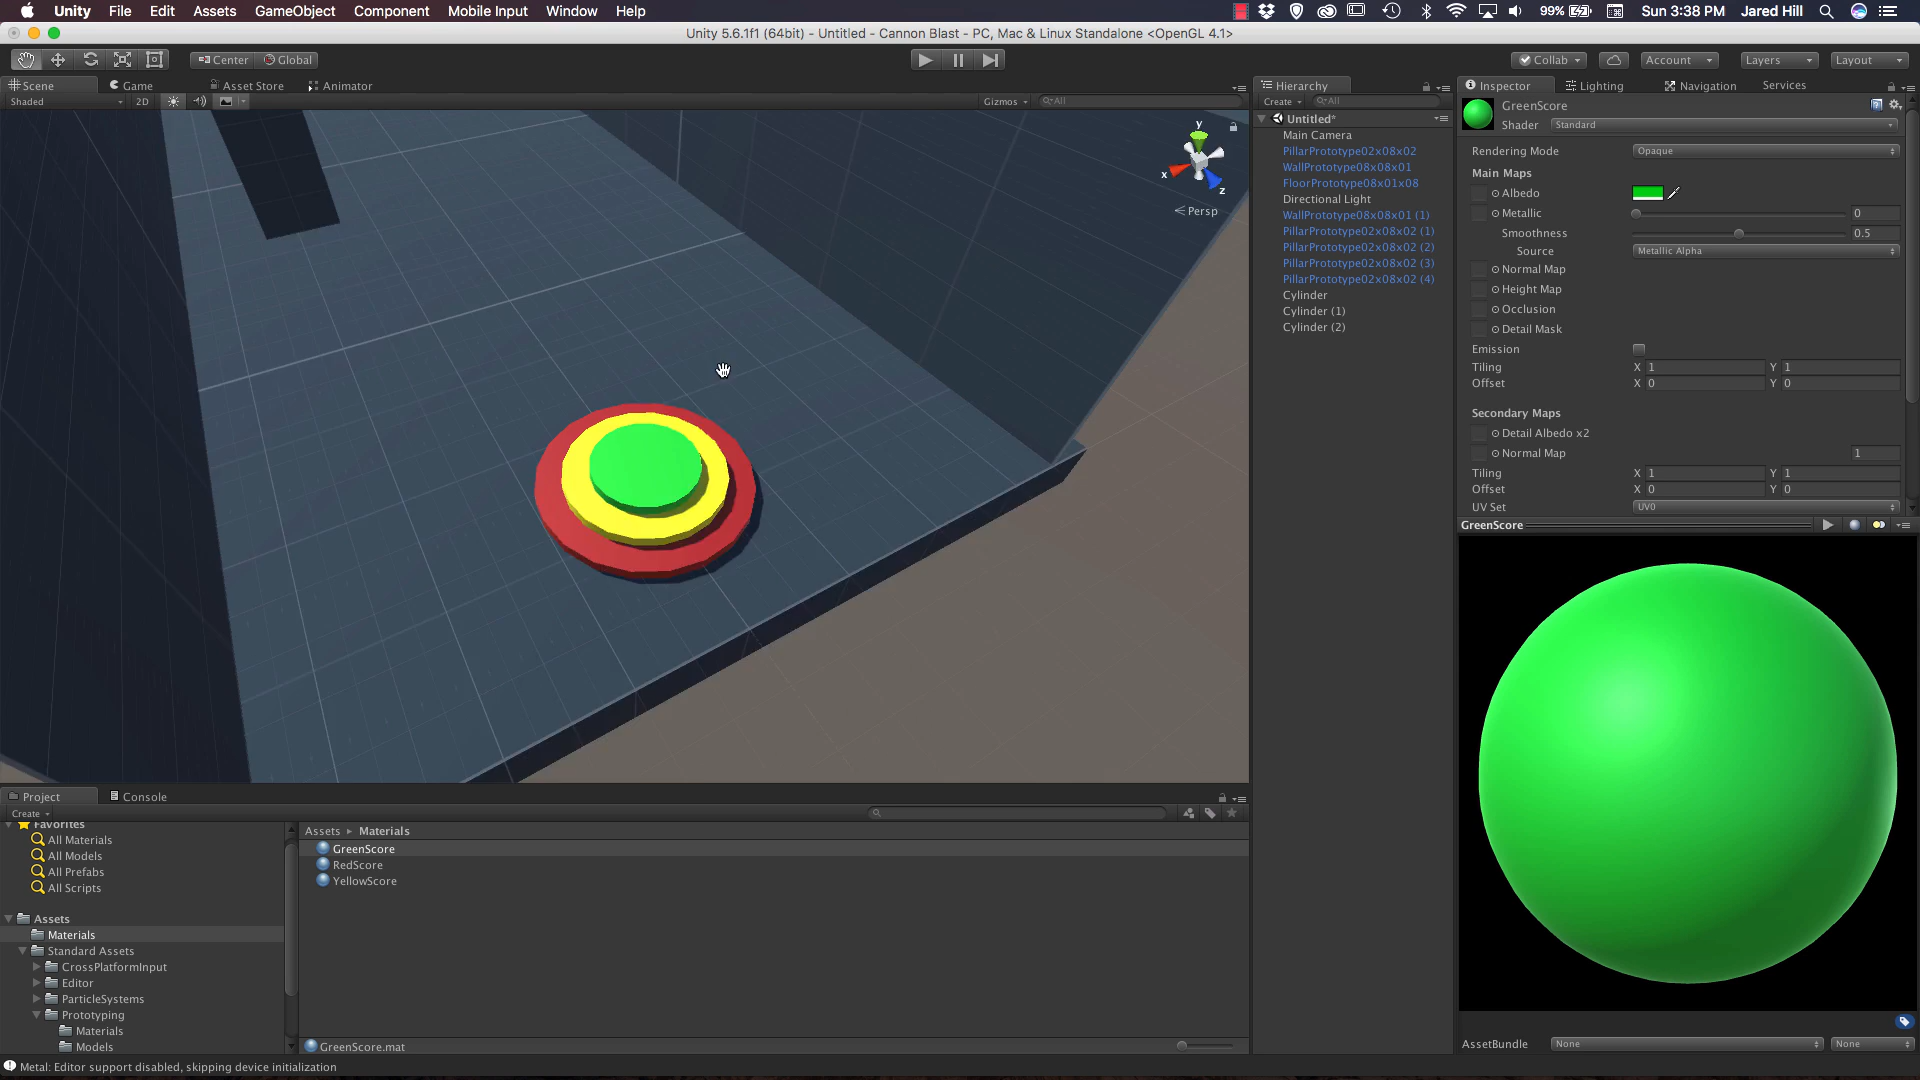 Unity File Edit Assets GameObject Component Mobile Input Window Help 99% Sun 3:38 PM Jared Hill
Unity 5.6.1f1 (64bit) - Untitled - Cannon Blast - PC, Mac & Linux Standalone <OpenGL 4.1>
Center Global Collab Account Layers Layout
Scene Game Asset Store Animator
Shaded 2D Gizmos All
y
x
z
Persp
Hierarchy
Create All
Untitled*
Main Camera
PillarPrototype02x08x02
WallPrototype08x08x01
FloorPrototype08x01x08
Directional Light
WallPrototype08x08x01 (1)
PillarPrototype02x08x02 (1)
PillarPrototype02x08x02 (2)
PillarPrototype02x08x02 (3)
PillarPrototype02x08x02 (4)
Cylinder
Cylinder (1)
Cylinder (2)
Inspector Lighting Navigation Services
GreenScore
Shader Standard
Rendering Mode Opaque
Main Maps
Albedo
Metallic 0
Smoothness 0.5
Source Metallic Alpha
Normal Map
Height Map
Occlusion
Detail Mask
Emission
Tiling X 1 Y 1
Offset X 0 Y 0
Secondary Maps
Detail Albedo x2
Normal Map 1
Tiling X 1 Y 1
Offset X 0 Y 0
UV Set UV0
GreenScore
AssetBundle None None
Project Console
Create
Favorites
All Materials
All Models
All Prefabs
All Scripts
Assets
Materials
Standard Assets
CrossPlatformInput
Editor
ParticleSystems
Prototyping
Materials
Models
Assets Materials
GreenScore
RedScore
YellowScore
GreenScore.mat
Metal: Editor support disabled, skipping device initialization